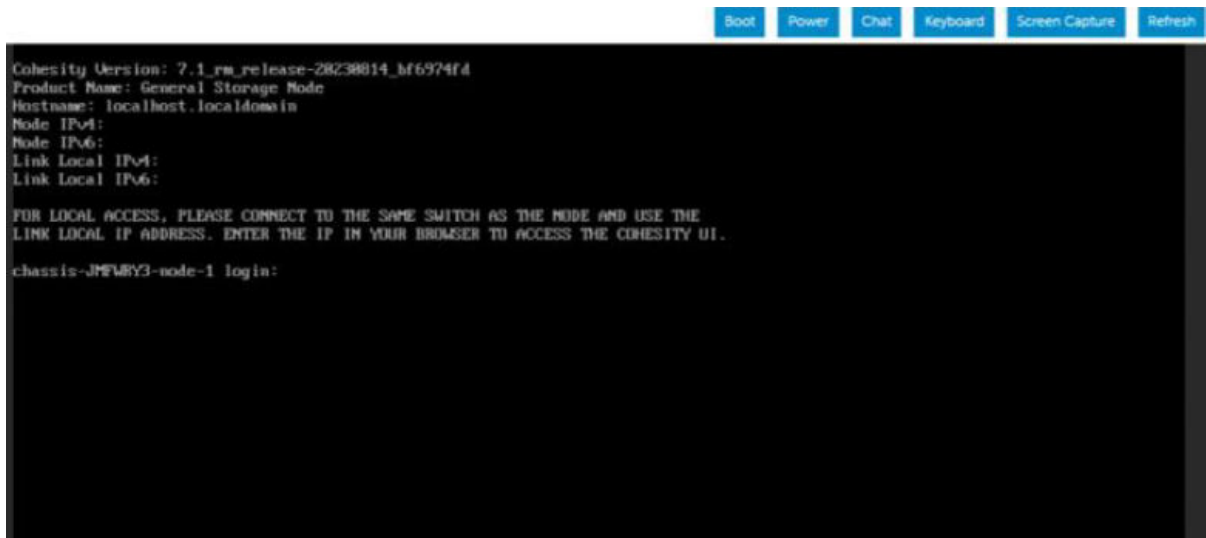 Boot Power Chat Keyboard Screen Capture Refresh
Cohesity Version: 7.1_rm_release-20230814_bf6974fd
Product Name: General Storage Node
Hostname: localhost.localdomain
Node IPv4:
Node IPv6:
Link Local IPv4:
Link Local IPv6:
FOR LOCAL ACCESS, PLEASE CONNECT TO THE SAME SWITCH AS THE NODE AND USE THE
LINK LOCAL IP ADDRESS. ENTER THE IP IN YOUR BROWSER TO ACCESS THE COHESITY UI.
chassis-JMFWRY3-node-1 login: